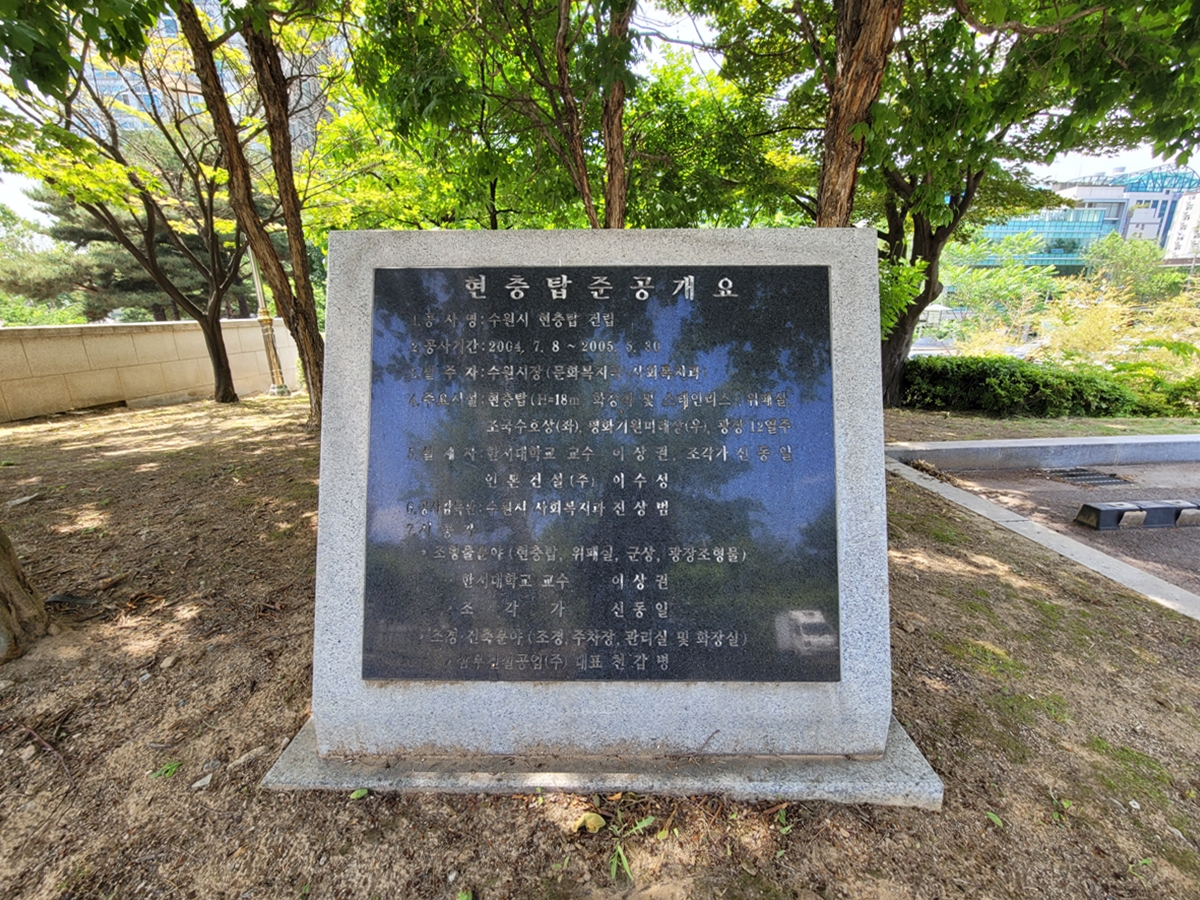 현충탑준공개요
1.공 사 명:수원시 현충탑 건립
2.공사기간:2004. 7. 8 ~ 2005. 6. 30
3.발 주 자:수원시장(문화복지국 사회복지과)
4.주요시설:현충탑(H=18m 화강석 및 스테인리스) 위패실
조국수호상(좌), 평화기원미래상(우), 광장 12열주
5.설 계 자:한서대학교 교수 이상권, 조각가 신동일
건설(주) 이수성
6.공사감독관:수원시 사회복지과 전상범
7.시 공 자
조형물분야(현충탑, 위패실, 군상, 광장조형물)
한서대학교 교수 이상권
조 각 가 신동일
조경 건축분야(조경,주차장,관리실 및 화장실)
대표 천갑병